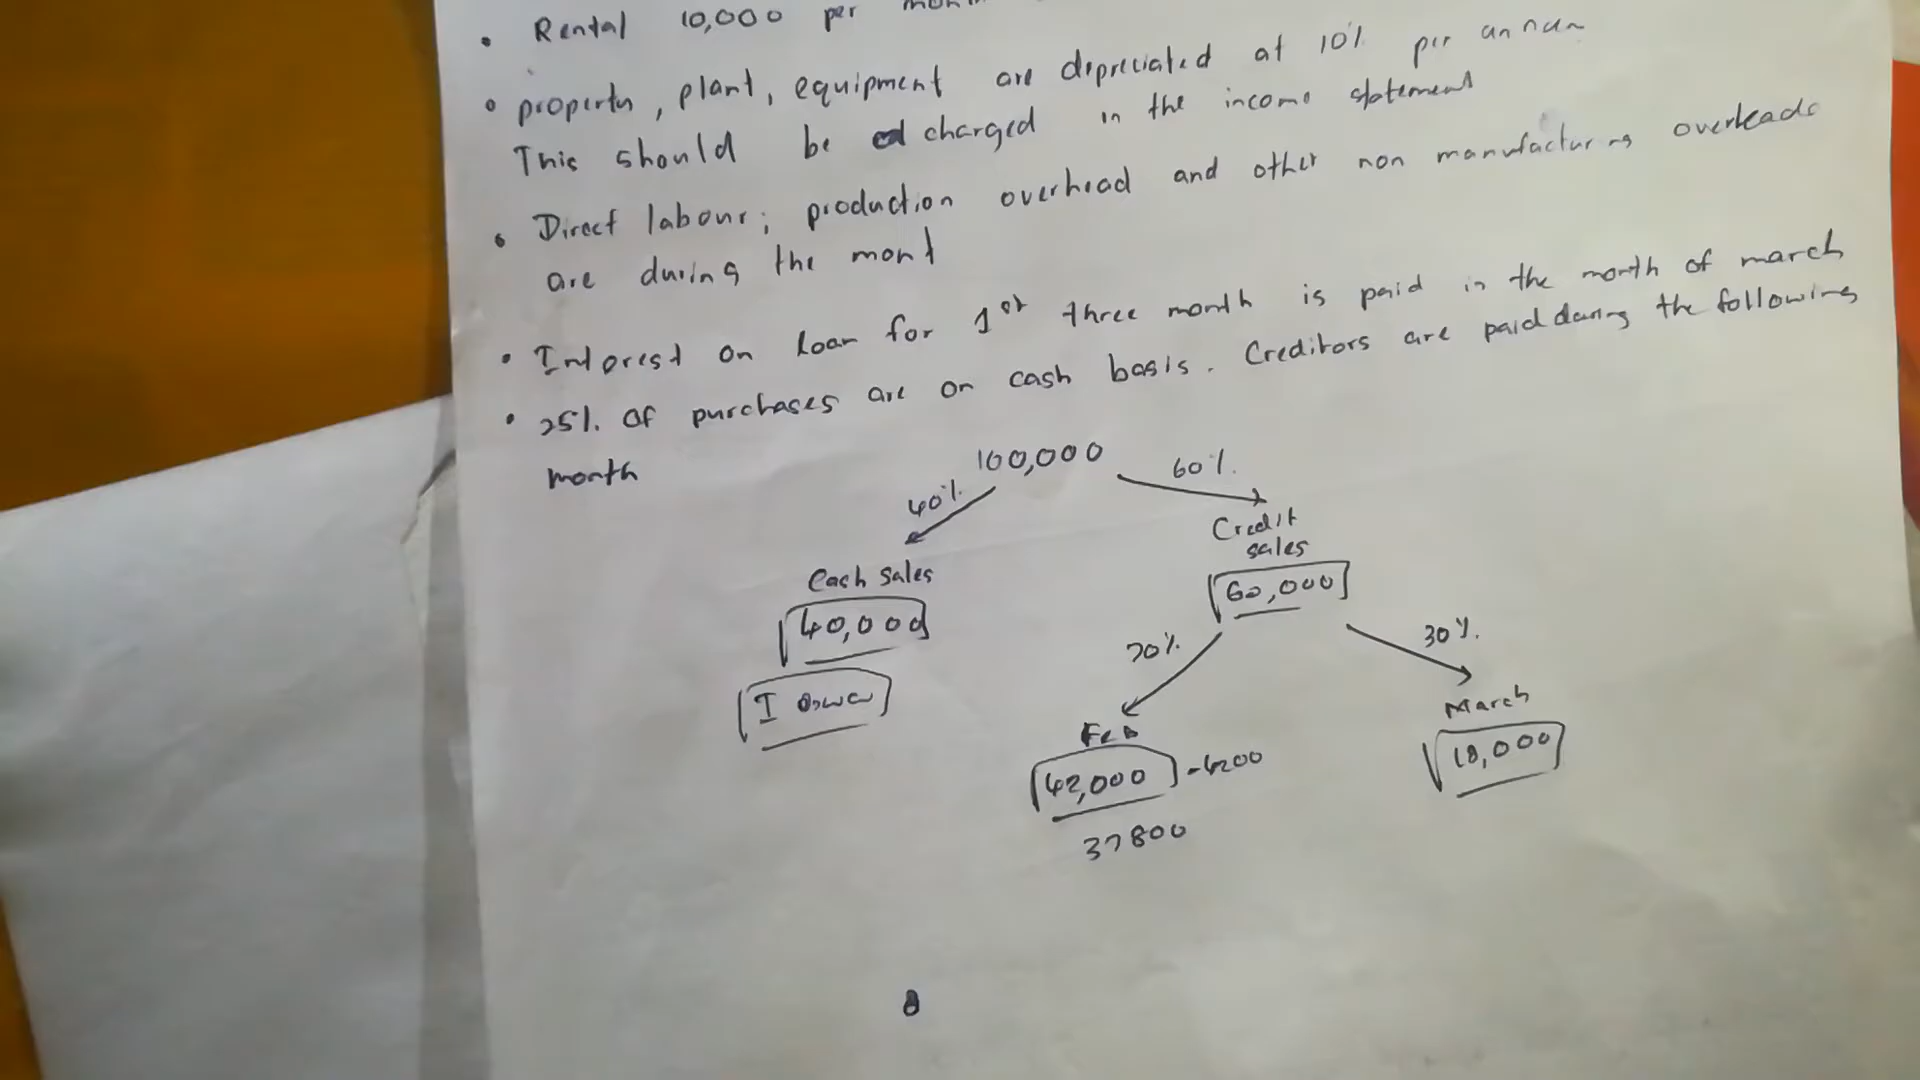 • Rental 10,000 per month
• property, plant, equipment are depreciated at 10% per annum
This should be charged in the income statement
• Direct labour; production overhead and other non manufacturing overheads
are during the mont
• Interest on loan for 1st three month is paid in the month of march
• 25% of purchases are on cash basis. Creditors are paid during the following
month
100,000
40% 60%
Cash sales
40,000
I
Credit
sales
60,000
70% 30%
Feb
42,000 - 4200
37800
March
18,000
8